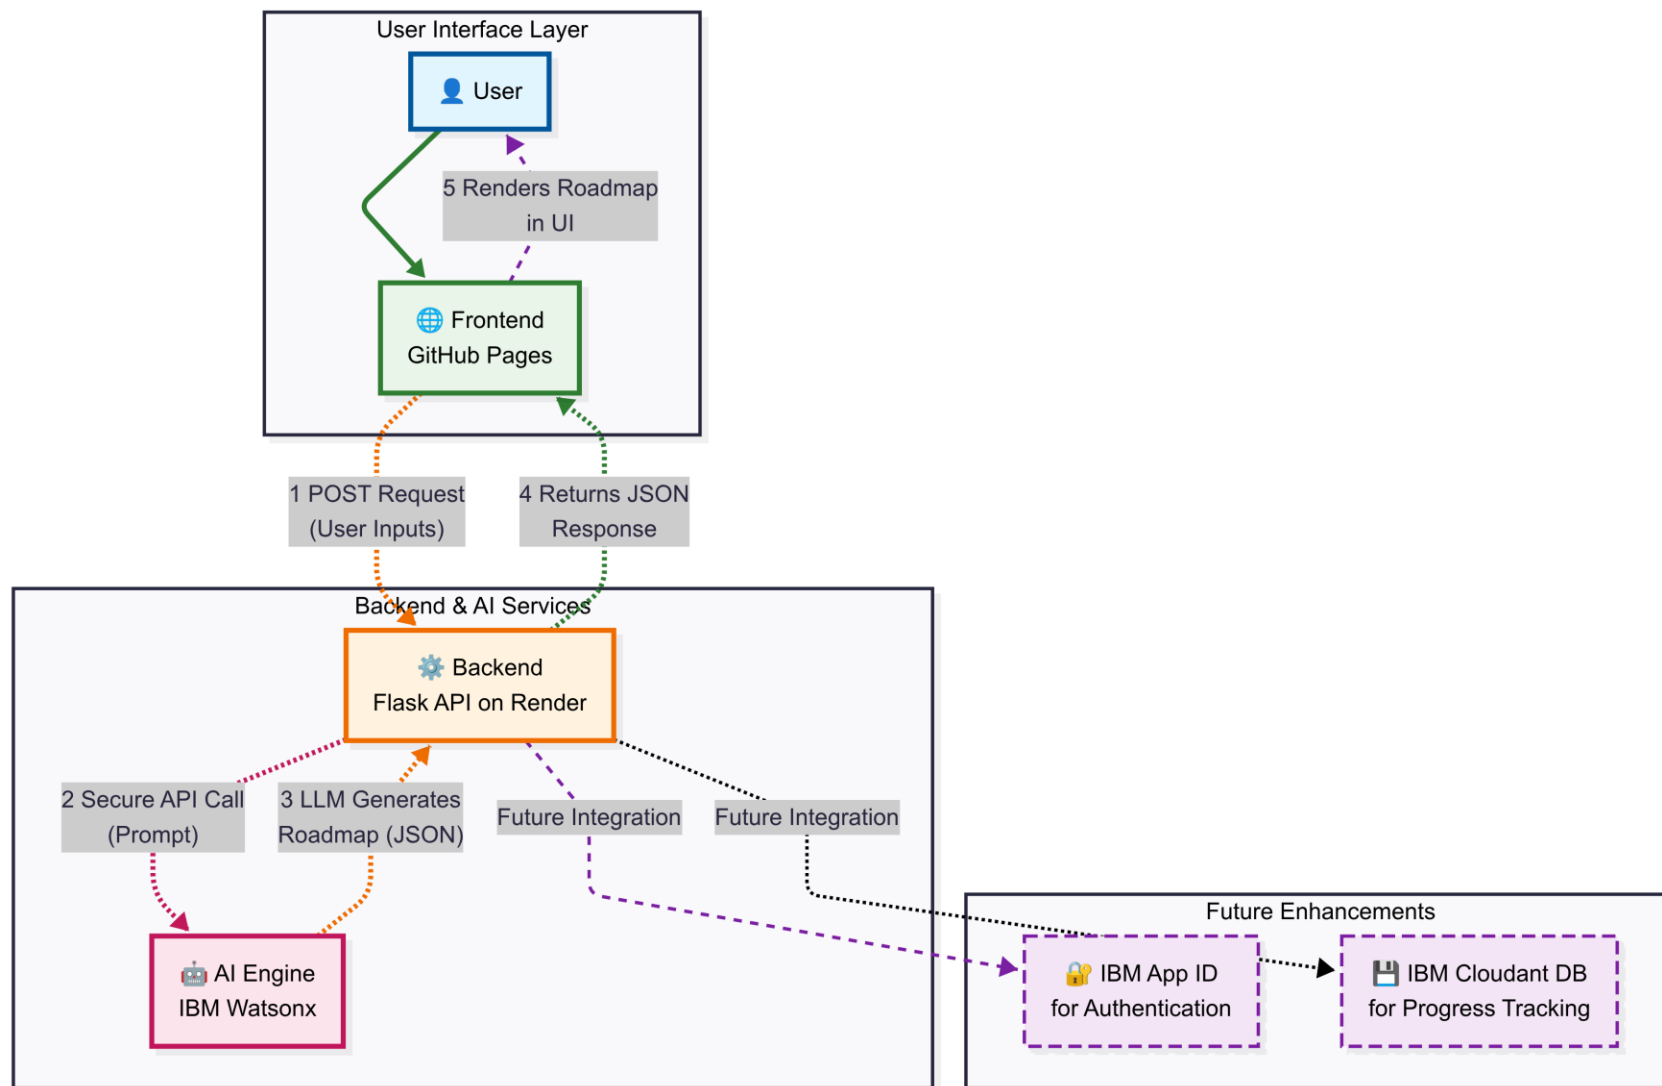 User Interface Layer
👤 User
5 Renders Roadmap
in UI
🌐 Frontend
GitHub Pages
1 POST Request
(User Inputs)
4 Returns JSON
Response
Backend & AI Services
⚙️ Backend
Flask API on Render
2 Secure API Call
(Prompt)
3 LLM Generates
Roadmap (JSON)
Future Integration
Future Integration
🤖 AI Engine
IBM Watsonx
Future Enhancements
🔐 IBM App ID
for Authentication
💾 IBM Cloudant DB
for Progress Tracking